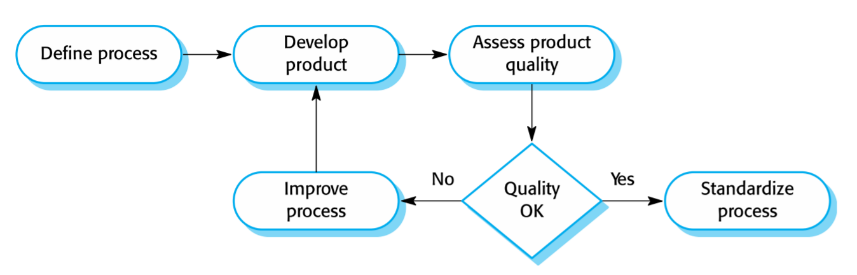 Define process
Develop
product
Assess product
quality
Improve
process
No
Quality
OK
Yes
Standardize
process